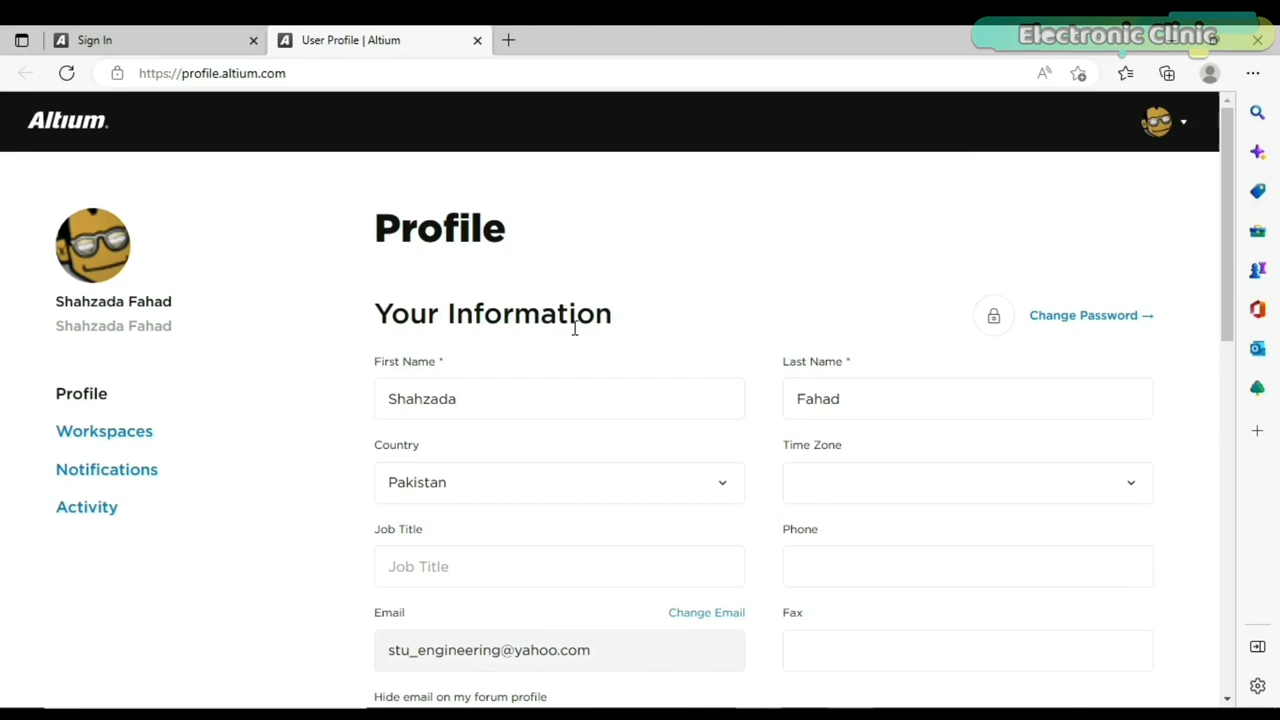 Sign In
User Profile | Altium
Electronic Clinic
https://profile.altium.com
Altıum.
Shahzada Fahad
Shahzada Fahad
Profile
Workspaces
Notifications
Activity
Profile
Your Information
Change Password →
First Name *
Last Name *
Shahzada
Fahad
Country
Time Zone
Pakistan
Job Title
Phone
Job Title
Email
Change Email
Fax
stu_engineering@yahoo.com
Hide email on my forum profile